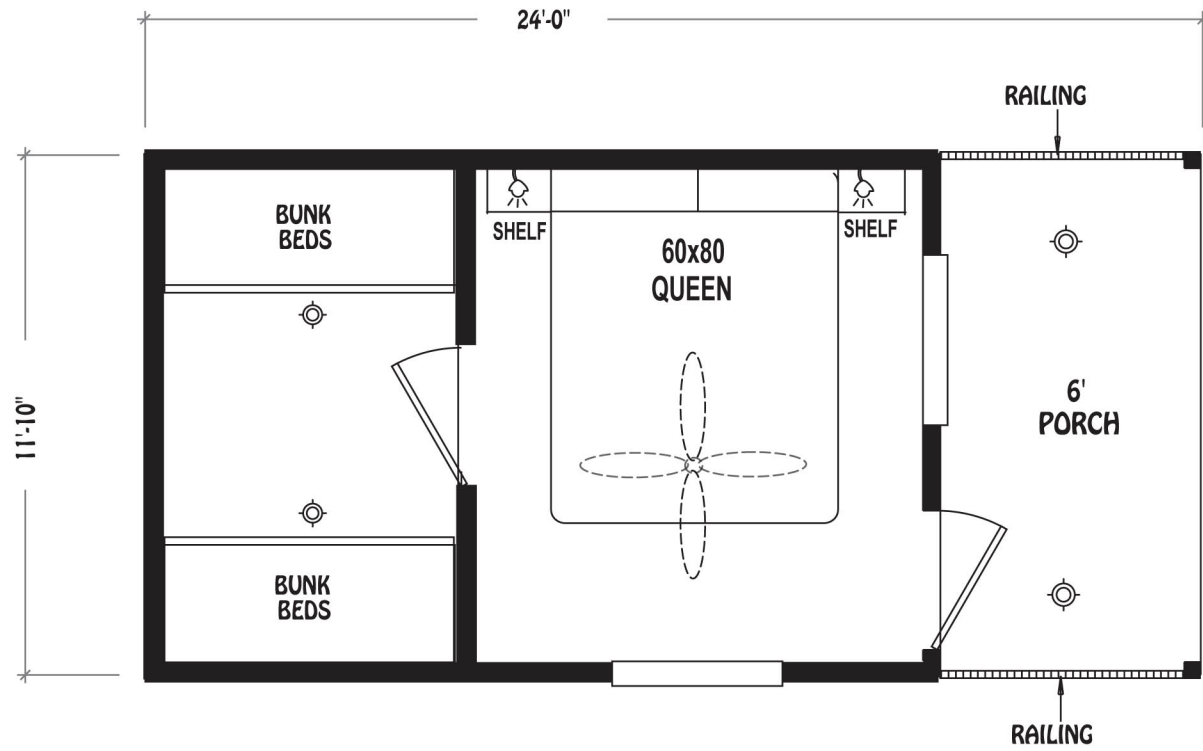 24'-0"
RAILING
11'-10"
BUNK
BEDS
SHELF
60x80
QUEEN
SHELF
6'
PORCH
BUNK
BEDS
RAILING